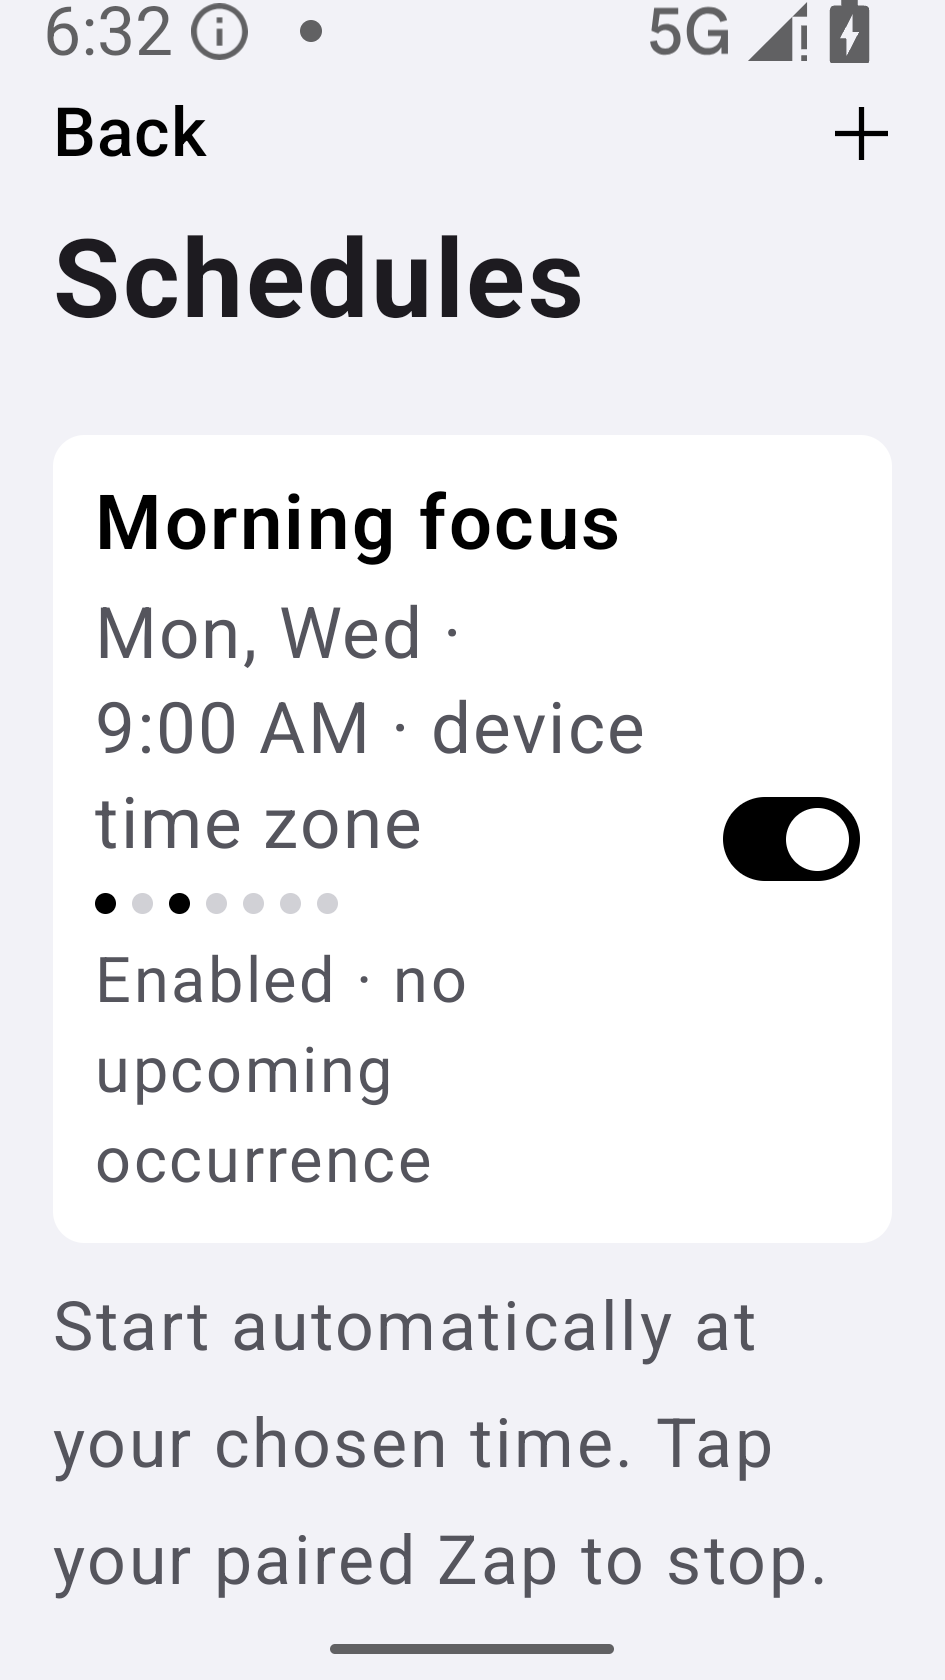 6:32 5G
Back +
Schedules
Morning focus
Mon, Wed ·
9:00 AM · device
time zone
Enabled · no
upcoming
occurrence
Start automatically at
your chosen time. Tap
your paired Zap to stop.